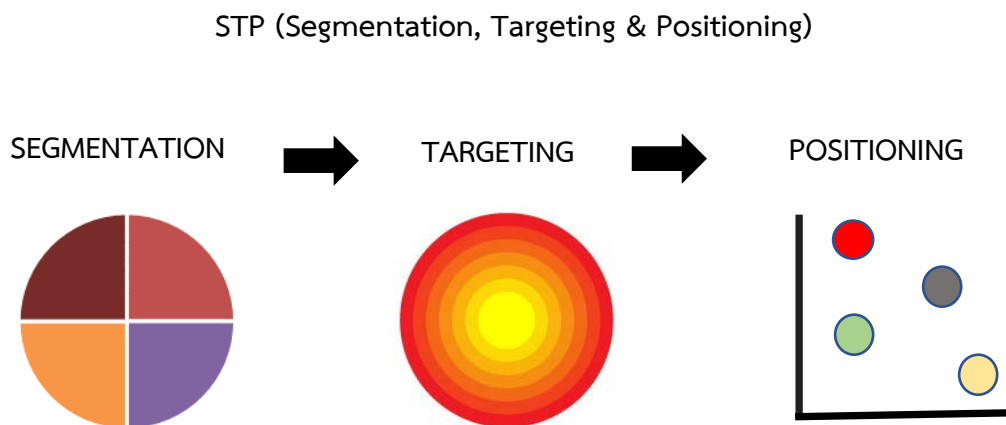 STP (Segmentation, Targeting & Positioning)
SEGMENTATION
TARGETING
POSITIONING